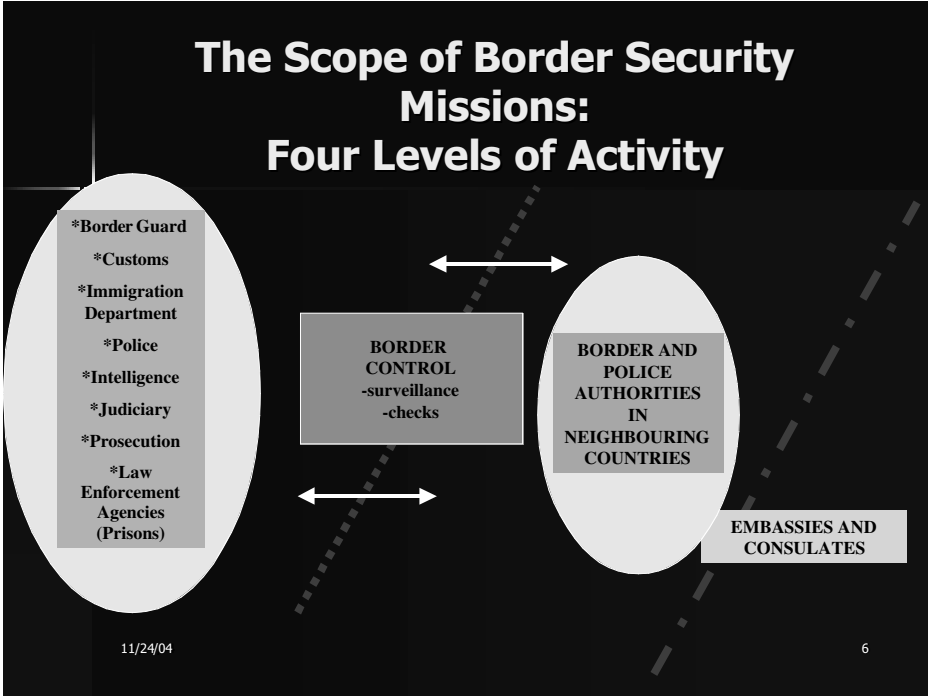 The Scope of Border Security
Missions:
Four Levels of Activity
*Border Guard
*Customs
*Immigration
Department
*Police
*Intelligence
*Judiciary
*Prosecution
*Law
Enforcement
Agencies
(Prisons)
BORDER
CONTROL
-surveillance
-checks
BORDER AND
POLICE
AUTHORITIES
IN
NEIGHBOURING
COUNTRIES
EMBASSIES AND
CONSULATES
11/24/04
6